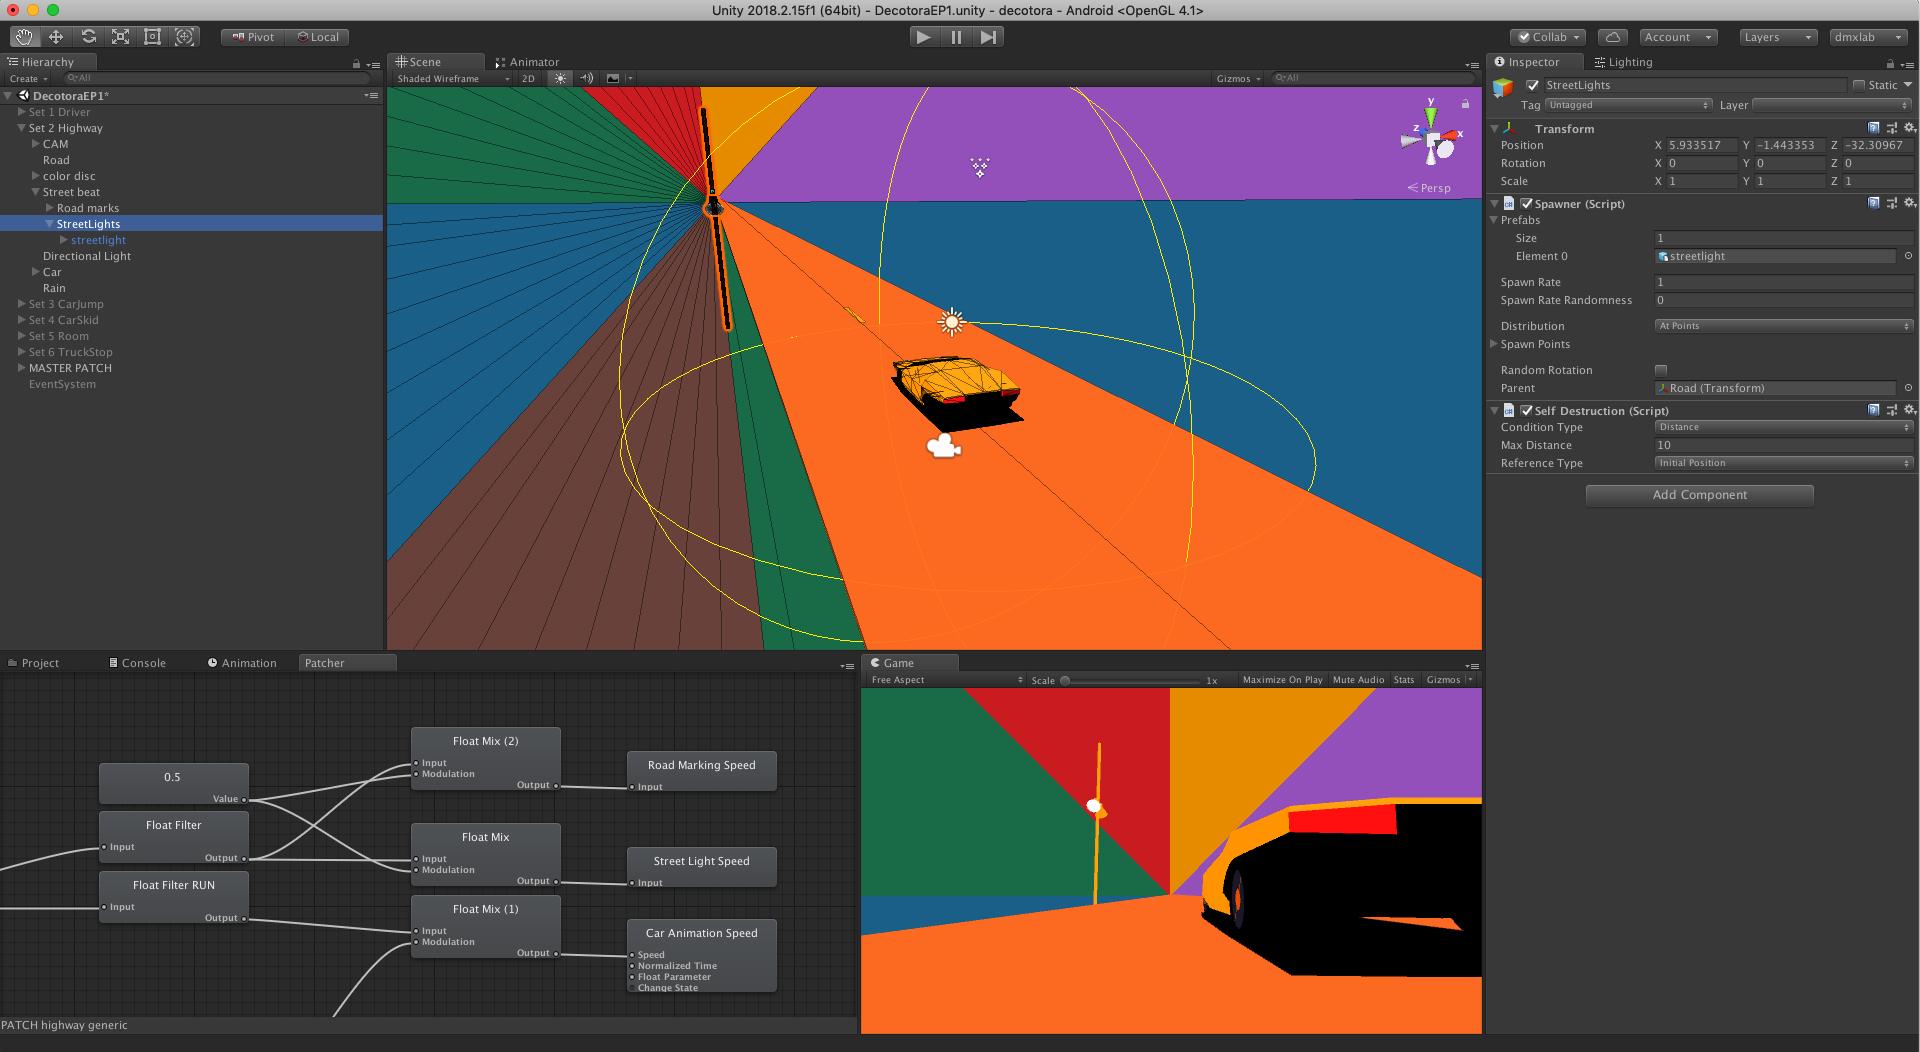 Unity 2018.2.15f1 (64bit) - DecotoraEP1.unity - decotora - Android <OpenGL 4.1>
Pivot Local
Collab Account Layers dmxlab
Hierarchy
Create All
DecotoraEP1*
Set 1 Driver
Set 2 Highway
CAM
Road
color disc
Street beat
Road marks
StreetLights
streetlight
Directional Light
Car
Rain
Set 3 CarJump
Set 4 CarSkid
Set 5 Room
Set 6 TruckStop
MASTER PATCH
EventSystem
Scene Animator
Shaded Wireframe 2D Gizmos All
y
z x
Persp
Inspector Lighting
StreetLights Static
Tag Untagged Layer
Transform
Position X 5.933517 Y -1.443353 Z -32.30967
Rotation X 0 Y 0 Z 0
Scale X 1 Y 1 Z 1
Spawner (Script)
Prefabs
Size 1
Element 0 streetlight
Spawn Rate 1
Spawn Rate Randomness 0
Distribution At Points
Spawn Points
Random Rotation
Parent Road (Transform)
Self Destruction (Script)
Condition Type Distance
Max Distance 10
Reference Type Initial Position
Add Component
Project Console Animation Patcher
0.5
Value
Float Filter
Input
Output
Float Filter RUN
Input
Output
Float Mix (2)
Input
Modulation
Output
Float Mix
Input
Modulation
Output
Float Mix (1)
Input
Modulation
Output
Road Marking Speed
Input
Street Light Speed
Input
Car Animation Speed
Speed
Normalized Time
Float Parameter
Change State
PATCH highway generic
Game
Free Aspect Scale 1x Maximize On Play Mute Audio Stats Gizmos